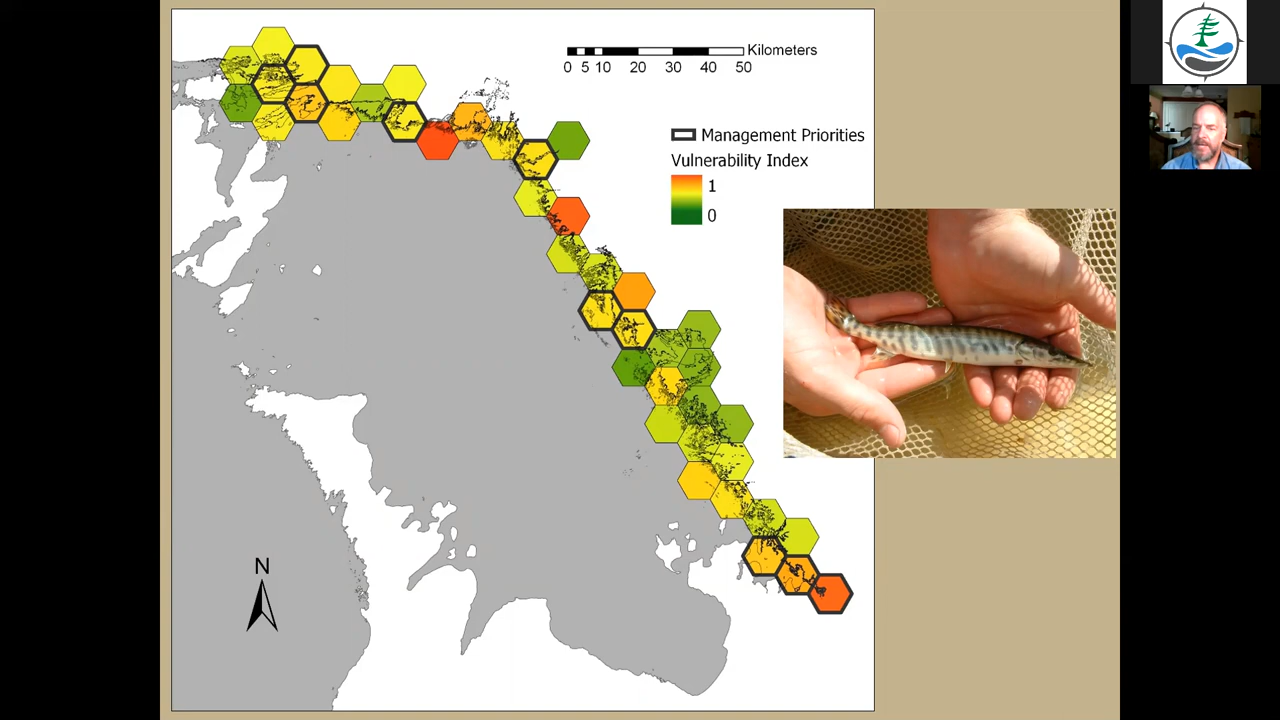 Kilometers
0 5 10 20 30 40 50
Management Priorities
Vulnerability Index
1
0
N